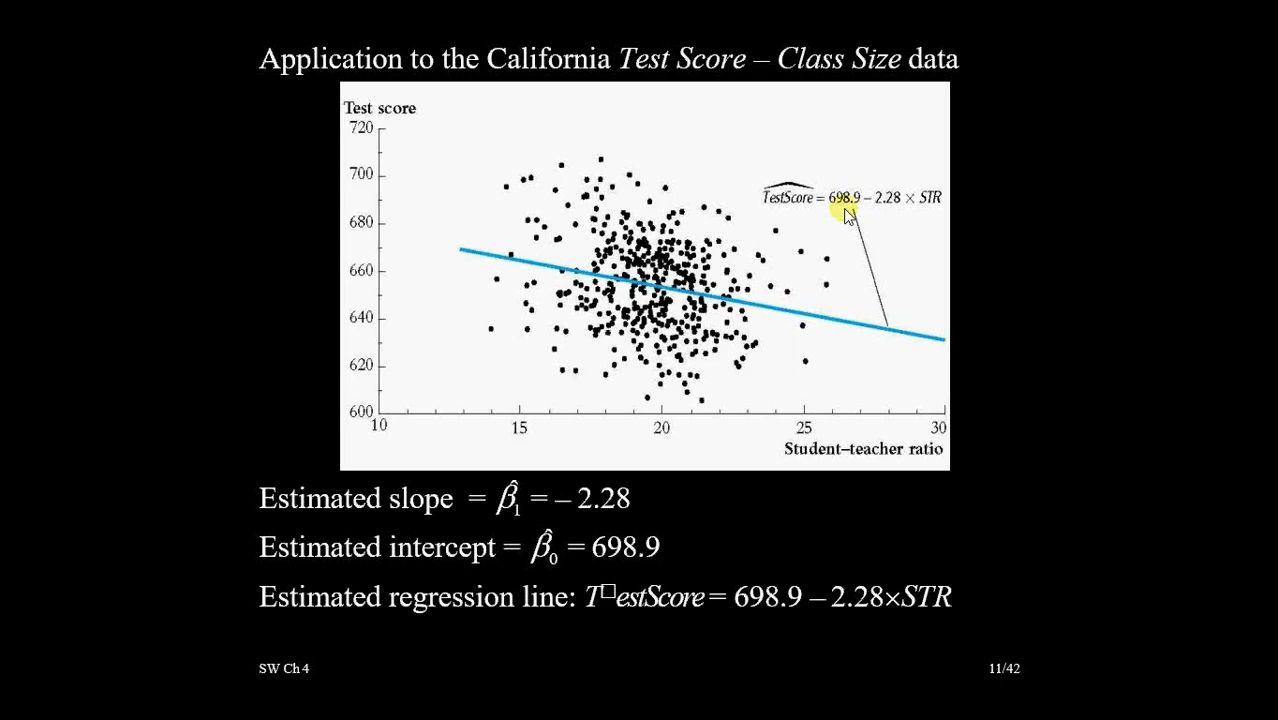 Application to the California Test Score – Class Size data
Test score
720
700
680
660
640
620
600
TestScore = 698.9 – 2.28 × STR
10 15 20 25 30
Student–teacher ratio
Estimated slope = β̂₁ = – 2.28
Estimated intercept = β̂₀ = 698.9
Estimated regression line: T□estScore = 698.9 – 2.28×STR
SW Ch 4
11/42